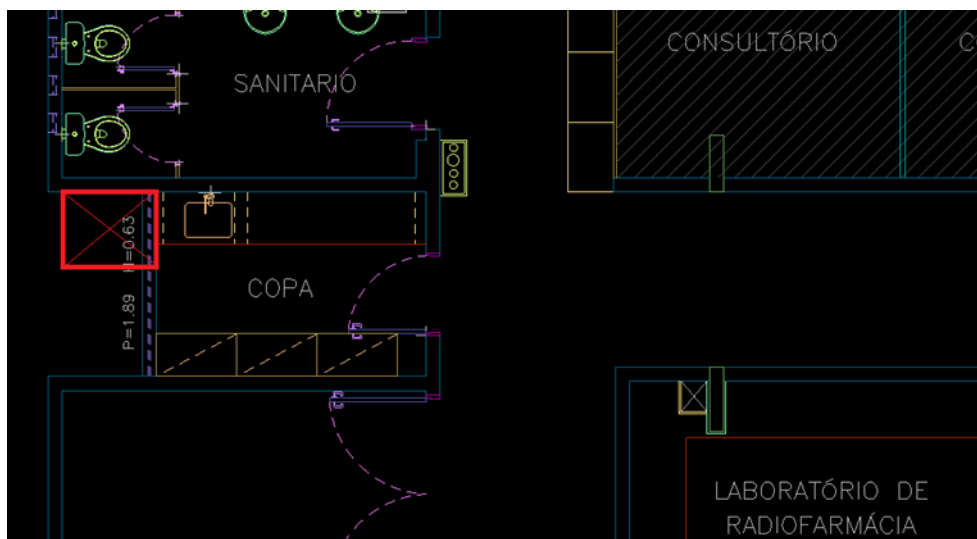 SANITARIO
CONSULTÓRIO
C
P=1.89 H=0.63
COPA
LABORATÓRIO DE
RADIOFARMÁCIA